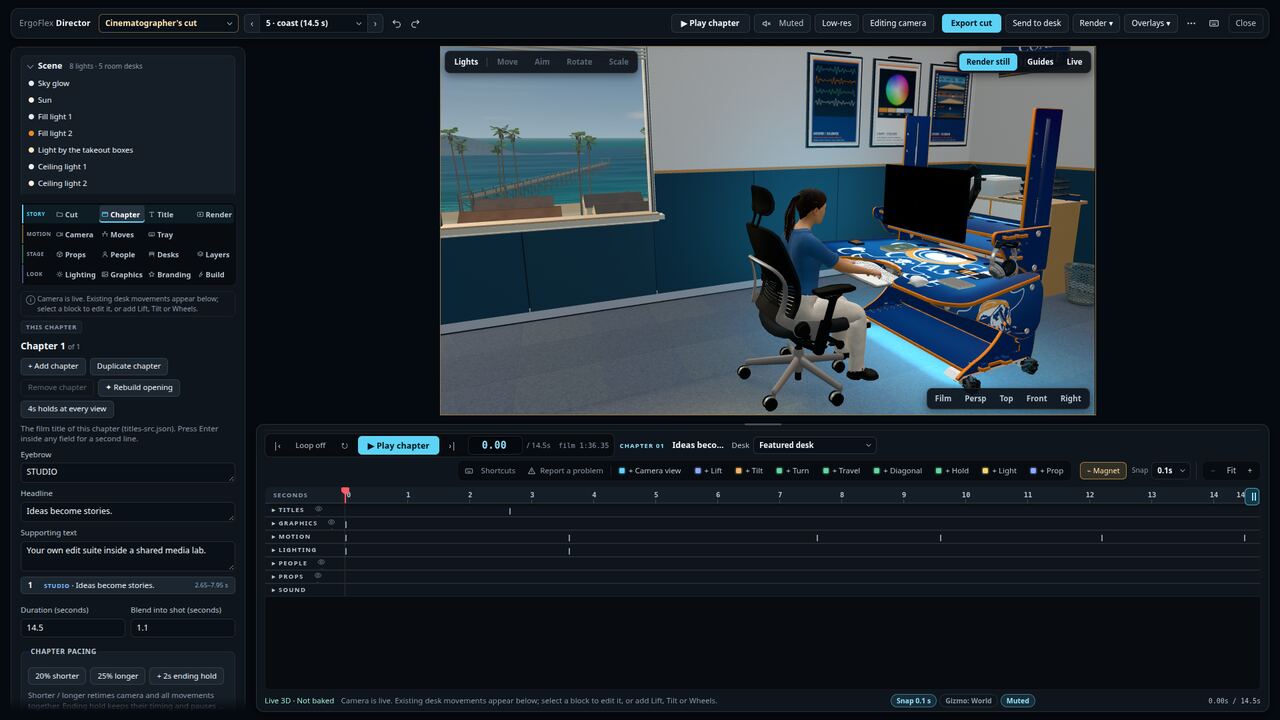 ErgoFlex Director
Cinematographer's cut
5 · coast (14.5 s)
▶ Play chapter
Muted
Low-res
Editing camera
Export cut
Send to desk
Render ▾
Overlays ▾
Close
Scene 8 lights · 5 room desks
Sky glow
Sun
Fill light 1
Fill light 2
Light by the takeout boxes
Ceiling light 1
Ceiling light 2
STORY Cut Chapter Title Render
MOTION Camera Moves Tray
STAGE Props People Desks Layers
LOOK Lighting Graphics Branding Build
Camera is live. Existing desk movements appear below;
select a block to edit it, or add Lift, Tilt or Wheels.
THIS CHAPTER
Chapter 1 of 1
+ Add chapter
Duplicate chapter
Remove chapter
✦ Rebuild opening
4s holds at every view
The film title of this chapter (titles-src.json). Press Enter
inside any field for a second line.
Eyebrow
STUDIO
Headline
Ideas become stories.
Supporting text
Your own edit suite inside a shared media lab.
1 STUDIO · Ideas become stories. 2.65–7.95 s
Duration (seconds)
Blend into shot (seconds)
14.5
1.1
CHAPTER PACING
20% shorter
25% longer
+ 2s ending hold
Shorter / longer retimes camera and all movements
together. Ending hold keeps their timing and pauses
Lights Move Aim Rotate Scale
Render still Guides Live
Film Persp Top Front Right
Loop off
▶ Play chapter
0.00 / 14.5s film 1:36.35
CHAPTER 01 Ideas beco...
Desk Featured desk
Shortcuts
Report a problem
+ Camera view
+ Lift
+ Tilt
+ Turn
+ Travel
+ Diagonal
+ Hold
+ Light
+ Prop
Magnet
Snap 0.1s
− Fit +
SECONDS 0 1 2 3 4 5 6 7 8 9 10 11 12 13 14 14
▸ TITLES
▸ GRAPHICS
▸ MOTION
▸ LIGHTING
▸ PEOPLE
▸ PROPS
▸ SOUND
Live 3D · Not baked Camera is live. Existing desk movements appear below; select a block to edit it, or add Lift, Tilt or Wheels.
Snap 0.1 s
Gizmo: World
Muted
0.00s / 14.5s